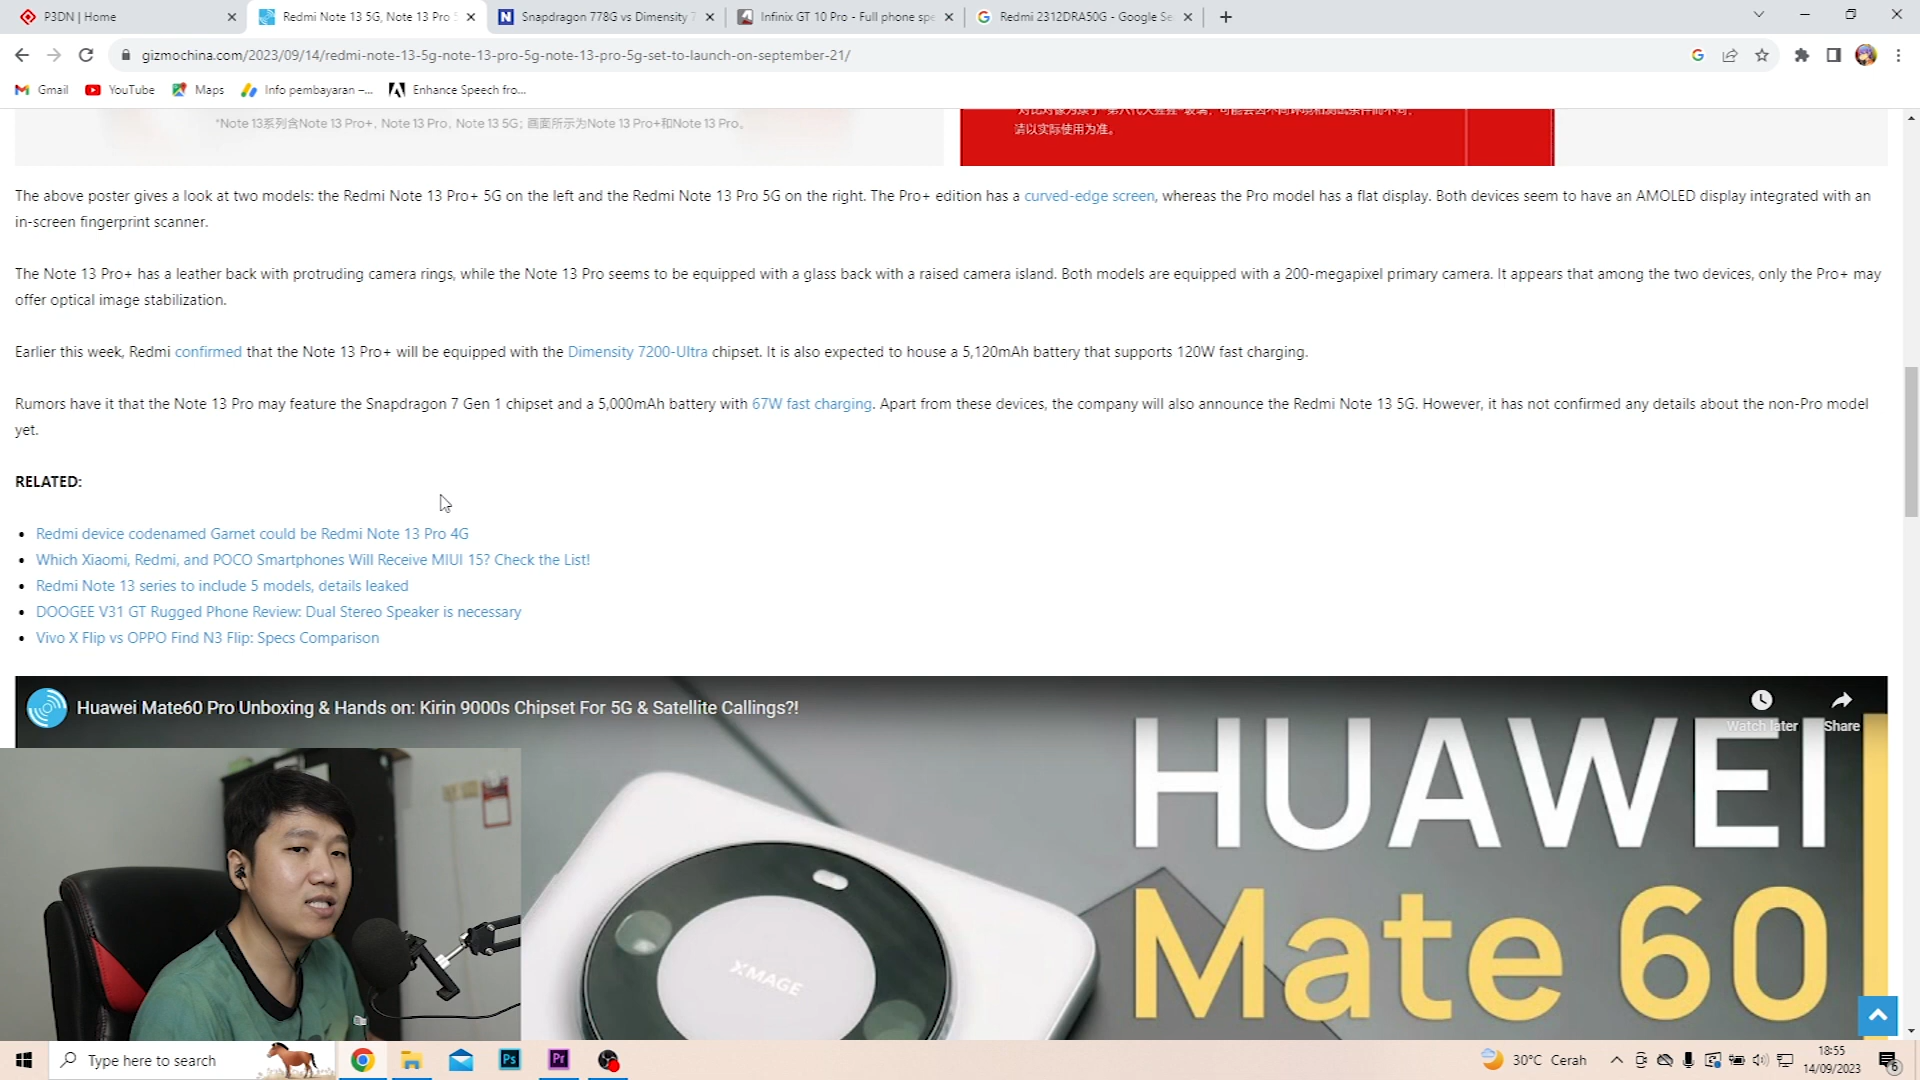 P3DN | Home
Redmi Note 13 5G, Note 13 Pro 5
Snapdragon 778G vs Dimensity 7
Infinix GT 10 Pro - Full phone spe
Redmi 2312DRA50G - Google Se
gizmochina.com/2023/09/14/redmi-note-13-5g-note-13-pro-5g-note-13-pro-5g-set-to-launch-on-september-21/
Gmail
YouTube
Maps
Info pembayaran –...
Enhance Speech fro...
*Note 13系列含Note 13 Pro+, Note 13 Pro, Note 13 5G；画面所示为Note 13 Pro+和Note 13 Pro。
请以实际使用为准。
The above poster gives a look at two models: the Redmi Note 13 Pro+ 5G on the left and the Redmi Note 13 Pro 5G on the right. The Pro+ edition has a curved-edge screen, whereas the Pro model has a flat display. Both devices seem to have an AMOLED display integrated with an
in-screen fingerprint scanner.
The Note 13 Pro+ has a leather back with protruding camera rings, while the Note 13 Pro seems to be equipped with a glass back with a raised camera island. Both models are equipped with a 200-megapixel primary camera. It appears that among the two devices, only the Pro+ may
offer optical image stabilization.
Earlier this week, Redmi confirmed that the Note 13 Pro+ will be equipped with the Dimensity 7200-Ultra chipset. It is also expected to house a 5,120mAh battery that supports 120W fast charging.
Rumors have it that the Note 13 Pro may feature the Snapdragon 7 Gen 1 chipset and a 5,000mAh battery with 67W fast charging. Apart from these devices, the company will also announce the Redmi Note 13 5G. However, it has not confirmed any details about the non-Pro model
yet.
RELATED:
Redmi device codenamed Garnet could be Redmi Note 13 Pro 4G
Which Xiaomi, Redmi, and POCO Smartphones Will Receive MIUI 15? Check the List!
Redmi Note 13 series to include 5 models, details leaked
DOOGEE V31 GT Rugged Phone Review: Dual Stereo Speaker is necessary
Vivo X Flip vs OPPO Find N3 Flip: Specs Comparison
Huawei Mate60 Pro Unboxing & Hands on: Kirin 9000s Chipset For 5G & Satellite Callings?!
Watch later
Share
HUAWEI
Mate 60
XMAGE
Type here to search
Ps
Pr
30°C Cerah
18:55
14/09/2023
6